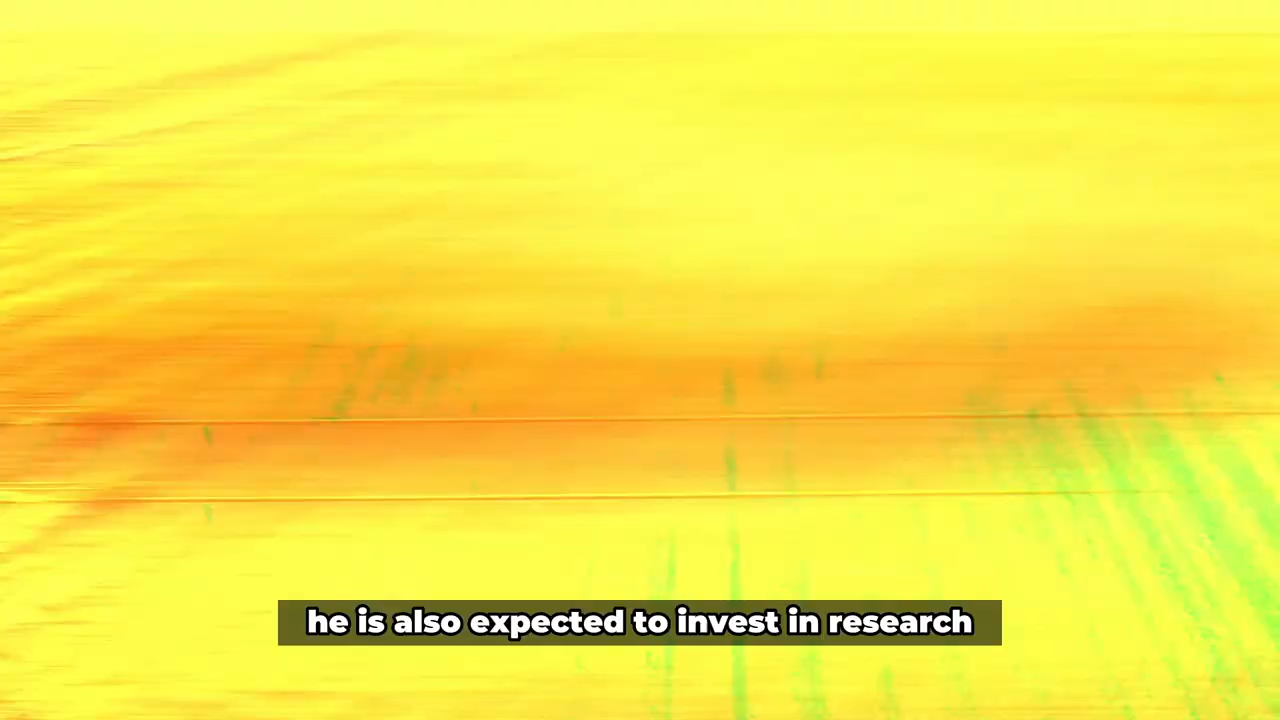 he is also expected to invest in research